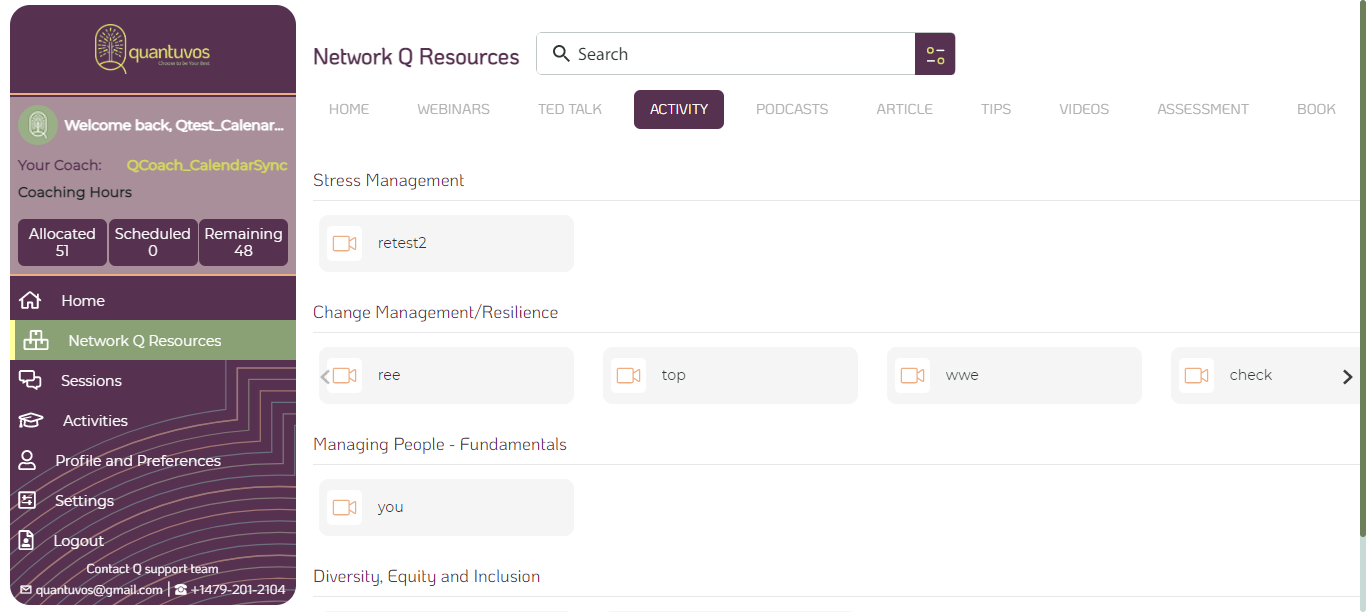 quantuvos
Choose to be Your Best
Welcome back, Qtest_Calenar...
Your Coach: QCoach_CalendarSync
Coaching Hours
Allocated
51
Scheduled
0
Remaining
48
Home
Network Q Resources
Sessions
Activities
Profile and Preferences
Settings
Logout
Contact Q support team
quantuvos@gmail.com | +1479-201-2104
Network Q Resources
Search
HOME WEBINARS TED TALK ACTIVITY PODCASTS ARTICLE TIPS VIDEOS ASSESSMENT BOOK
Stress Management
retest2
Change Management/Resilience
ree top wwe check
Managing People - Fundamentals
you
Diversity, Equity and Inclusion